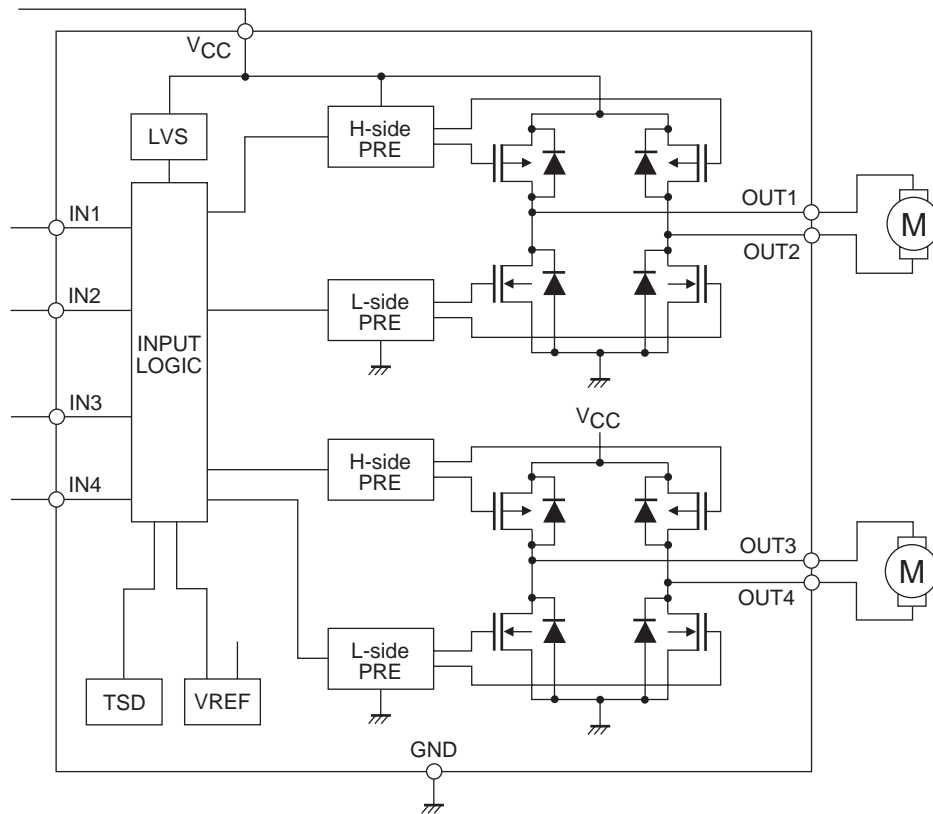 VCC
LVS
H-side
PRE
IN1
OUT1
M
OUT2
IN2
L-side
PRE
INPUT
LOGIC
IN3
VCC
H-side
PRE
IN4
OUT3
M
OUT4
L-side
PRE
TSD
VREF
GND